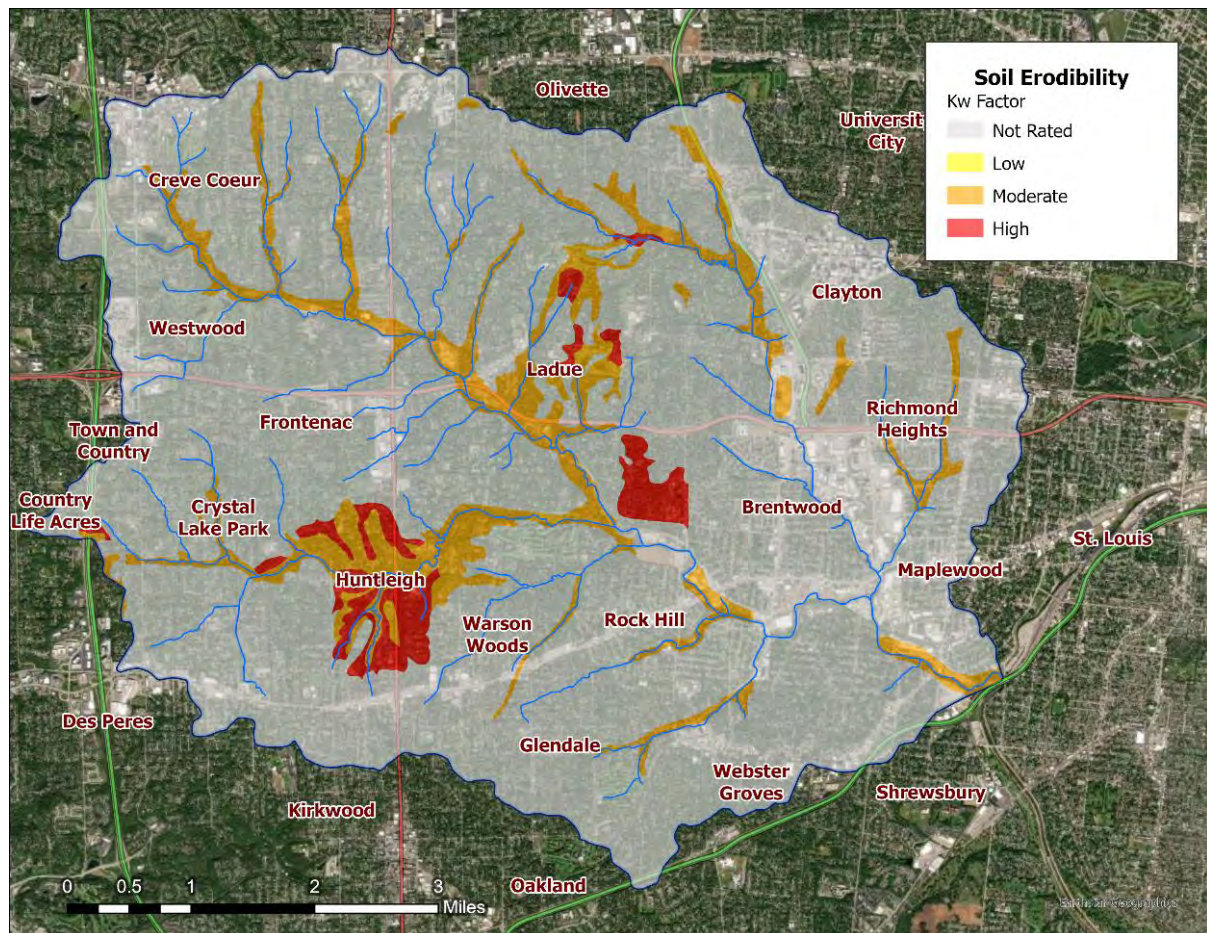 Soil Erodibility
Kw Factor
Not Rated
Low
Moderate
High
Olivette
University
City
Creve Coeur
Clayton
Westwood
Ladue
Frontenac
Richmond
Heights
Town and
Country
Country
Life Acres
Crystal
Lake Park
Brentwood
St. Louis
Maplewood
Huntleigh
Warson
Woods
Rock Hill
Des Peres
Glendale
Webster
Groves
Shrewsbury
Kirkwood
Oakland
0 0.5 1 2 3
Miles